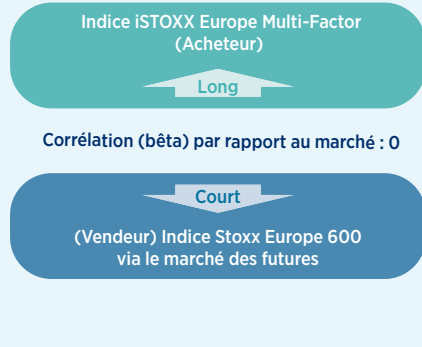 Indice iSTOXX Europe Multi-Factor
(Acheteur)
Long
Corrélation (bêta) par rapport au marché : 0
Court
(Vendeur) Indice Stoxx Europe 600
via le marché des futures